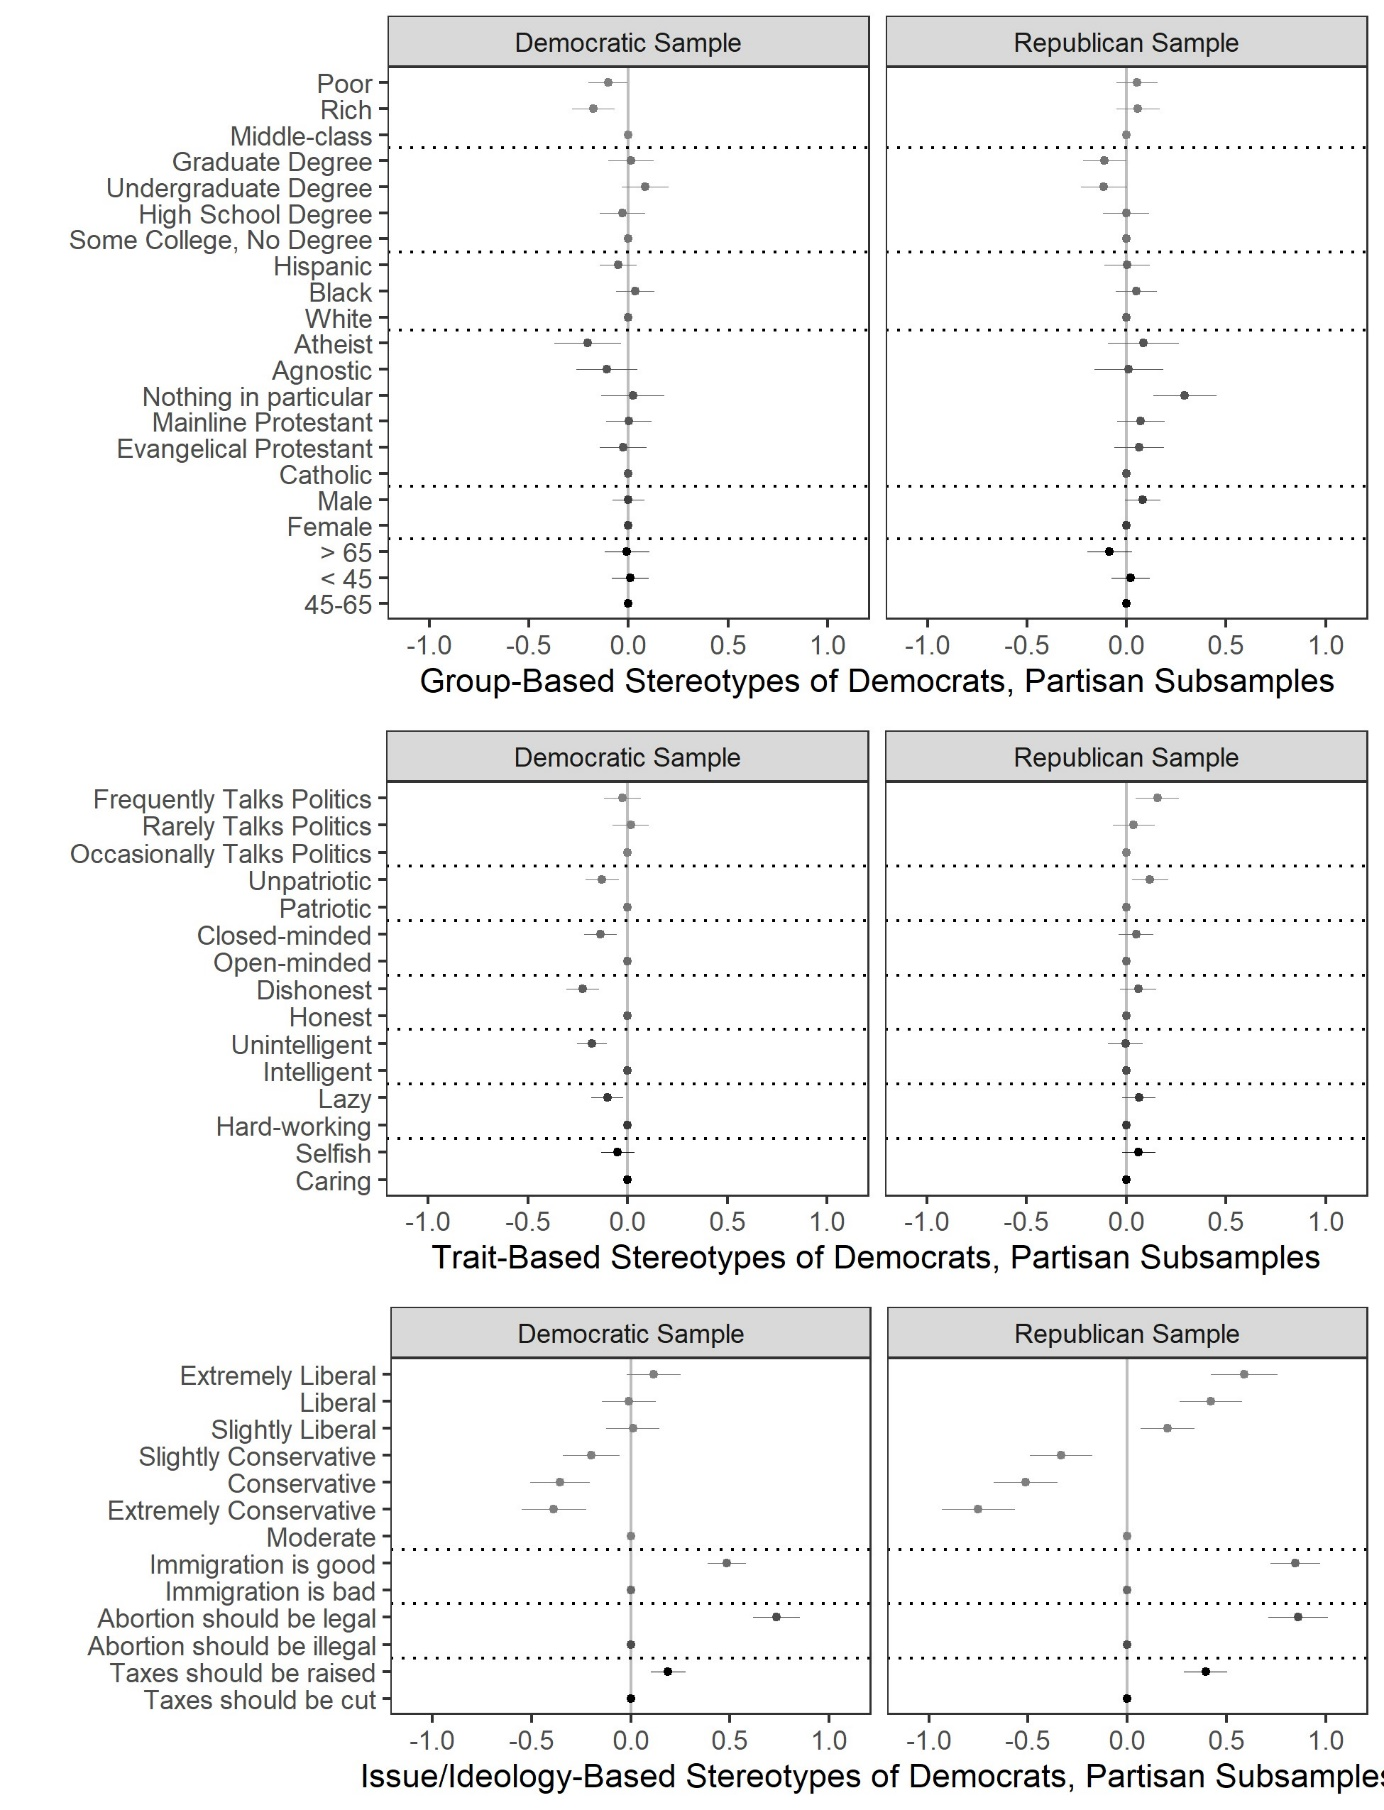 Democratic Sample
Republican Sample
Poor
Rich
Middle-class
Graduate Degree
Undergraduate Degree
High School Degree
Some College, No Degree
Hispanic
Black
White
Atheist
Agnostic
Nothing in particular
Mainline Protestant
Evangelical Protestant
Catholic
Male
Female
> 65
< 45
45-65
-1.0 -0.5 0.0 0.5 1.0
-1.0 -0.5 0.0 0.5 1.0
Group-Based Stereotypes of Democrats, Partisan Subsamples
Democratic Sample
Republican Sample
Frequently Talks Politics
Rarely Talks Politics
Occasionally Talks Politics
Unpatriotic
Patriotic
Closed-minded
Open-minded
Dishonest
Honest
Unintelligent
Intelligent
Lazy
Hard-working
Selfish
Caring
-1.0 -0.5 0.0 0.5 1.0
-1.0 -0.5 0.0 0.5 1.0
Trait-Based Stereotypes of Democrats, Partisan Subsamples
Democratic Sample
Republican Sample
Extremely Liberal
Liberal
Slightly Liberal
Slightly Conservative
Conservative
Extremely Conservative
Moderate
Immigration is good
Immigration is bad
Abortion should be legal
Abortion should be illegal
Taxes should be raised
Taxes should be cut
-1.0 -0.5 0.0 0.5 1.0
-1.0 -0.5 0.0 0.5 1.0
Issue/Ideology-Based Stereotypes of Democrats, Partisan Subsamples